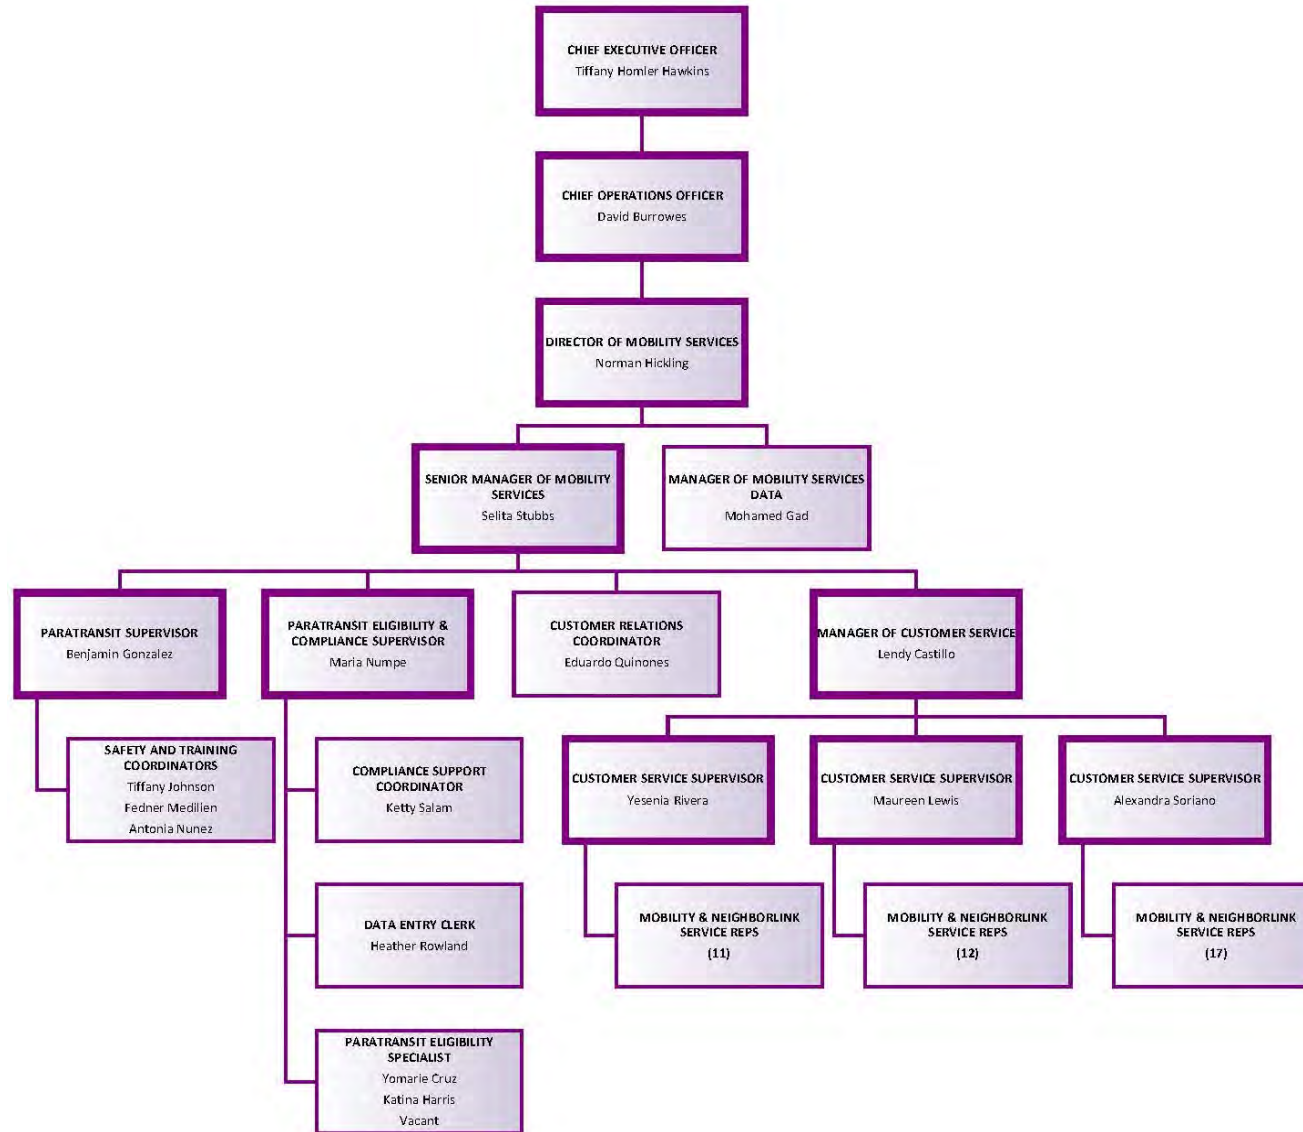 CHIEF EXECUTIVE OFFICER
Tiffany Homler Hawkins
CHIEF OPERATIONS OFFICER
David Burrowes
DIRECTOR OF MOBILITY SERVICES
Norman Hickling
SENIOR MANAGER OF MOBILITY
SERVICES
Selita Stubbs
MANAGER OF MOBILITY SERVICES
DATA
Mohamed Gad
PARATRANSIT SUPERVISOR
Benjamin Gonzalez
PARATRANSIT ELIGIBILITY &
COMPLIANCE SUPERVISOR
Maria Numpe
CUSTOMER RELATIONS
COORDINATOR
Eduardo Quinones
MANAGER OF CUSTOMER SERVICE
Lendy Castillo
SAFETY AND TRAINING
COORDINATORS
Tiffany Johnson
Fedner Medilien
Antonia Nunez
COMPLIANCE SUPPORT
COORDINATOR
Ketty Salam
CUSTOMER SERVICE SUPERVISOR
Yesenia Rivera
CUSTOMER SERVICE SUPERVISOR
Maureen Lewis
CUSTOMER SERVICE SUPERVISOR
Alexandra Soriano
DATA ENTRY CLERK
Heather Rowland
MOBILITY & NEIGHBORLINK
SERVICE REPS
(11)
MOBILITY & NEIGHBORLINK
SERVICE REPS
(12)
MOBILITY & NEIGHBORLINK
SERVICE REPS
(17)
PARATRANSIT ELIGIBILITY
SPECIALIST
Yomarie Cruz
Katina Harris
Vacant